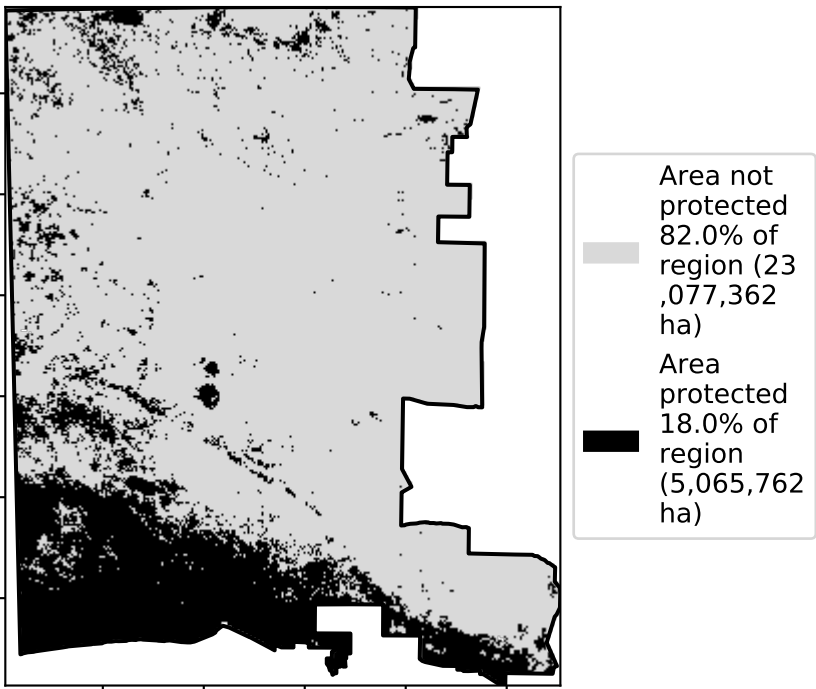 Area not
protected
82.0% of
region (23
,077,362
ha)
Area
protected
18.0% of
region
(5,065,762
ha)